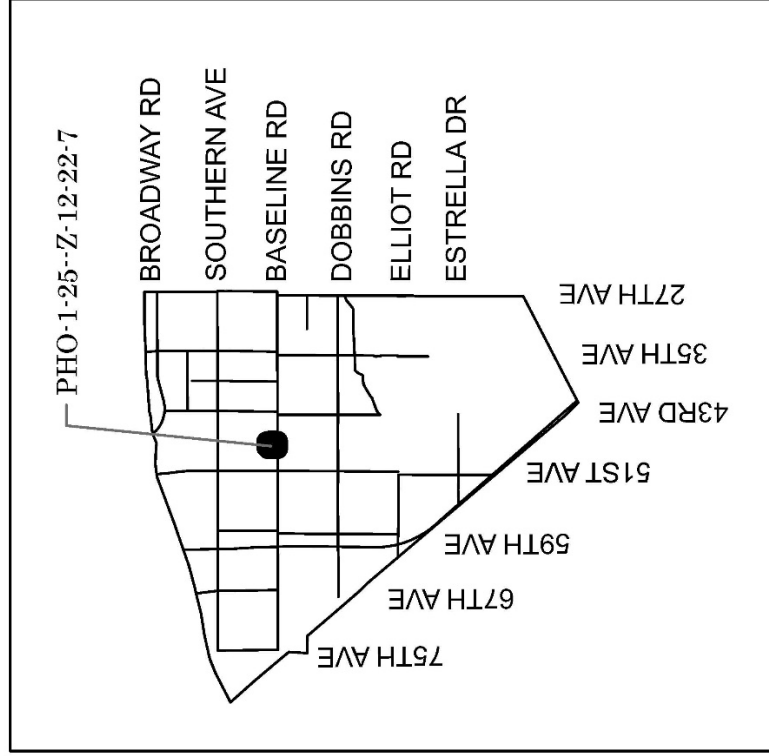 PHO-1-25--Z-12-22-7
BROADWAY RD
SOUTHERN AVE
BASELINE RD
DOBBINS RD
ELLIOT RD
ESTRELLA DR
27TH AVE
35TH AVE
43RD AVE
51ST AVE
59TH AVE
67TH AVE
75TH AVE